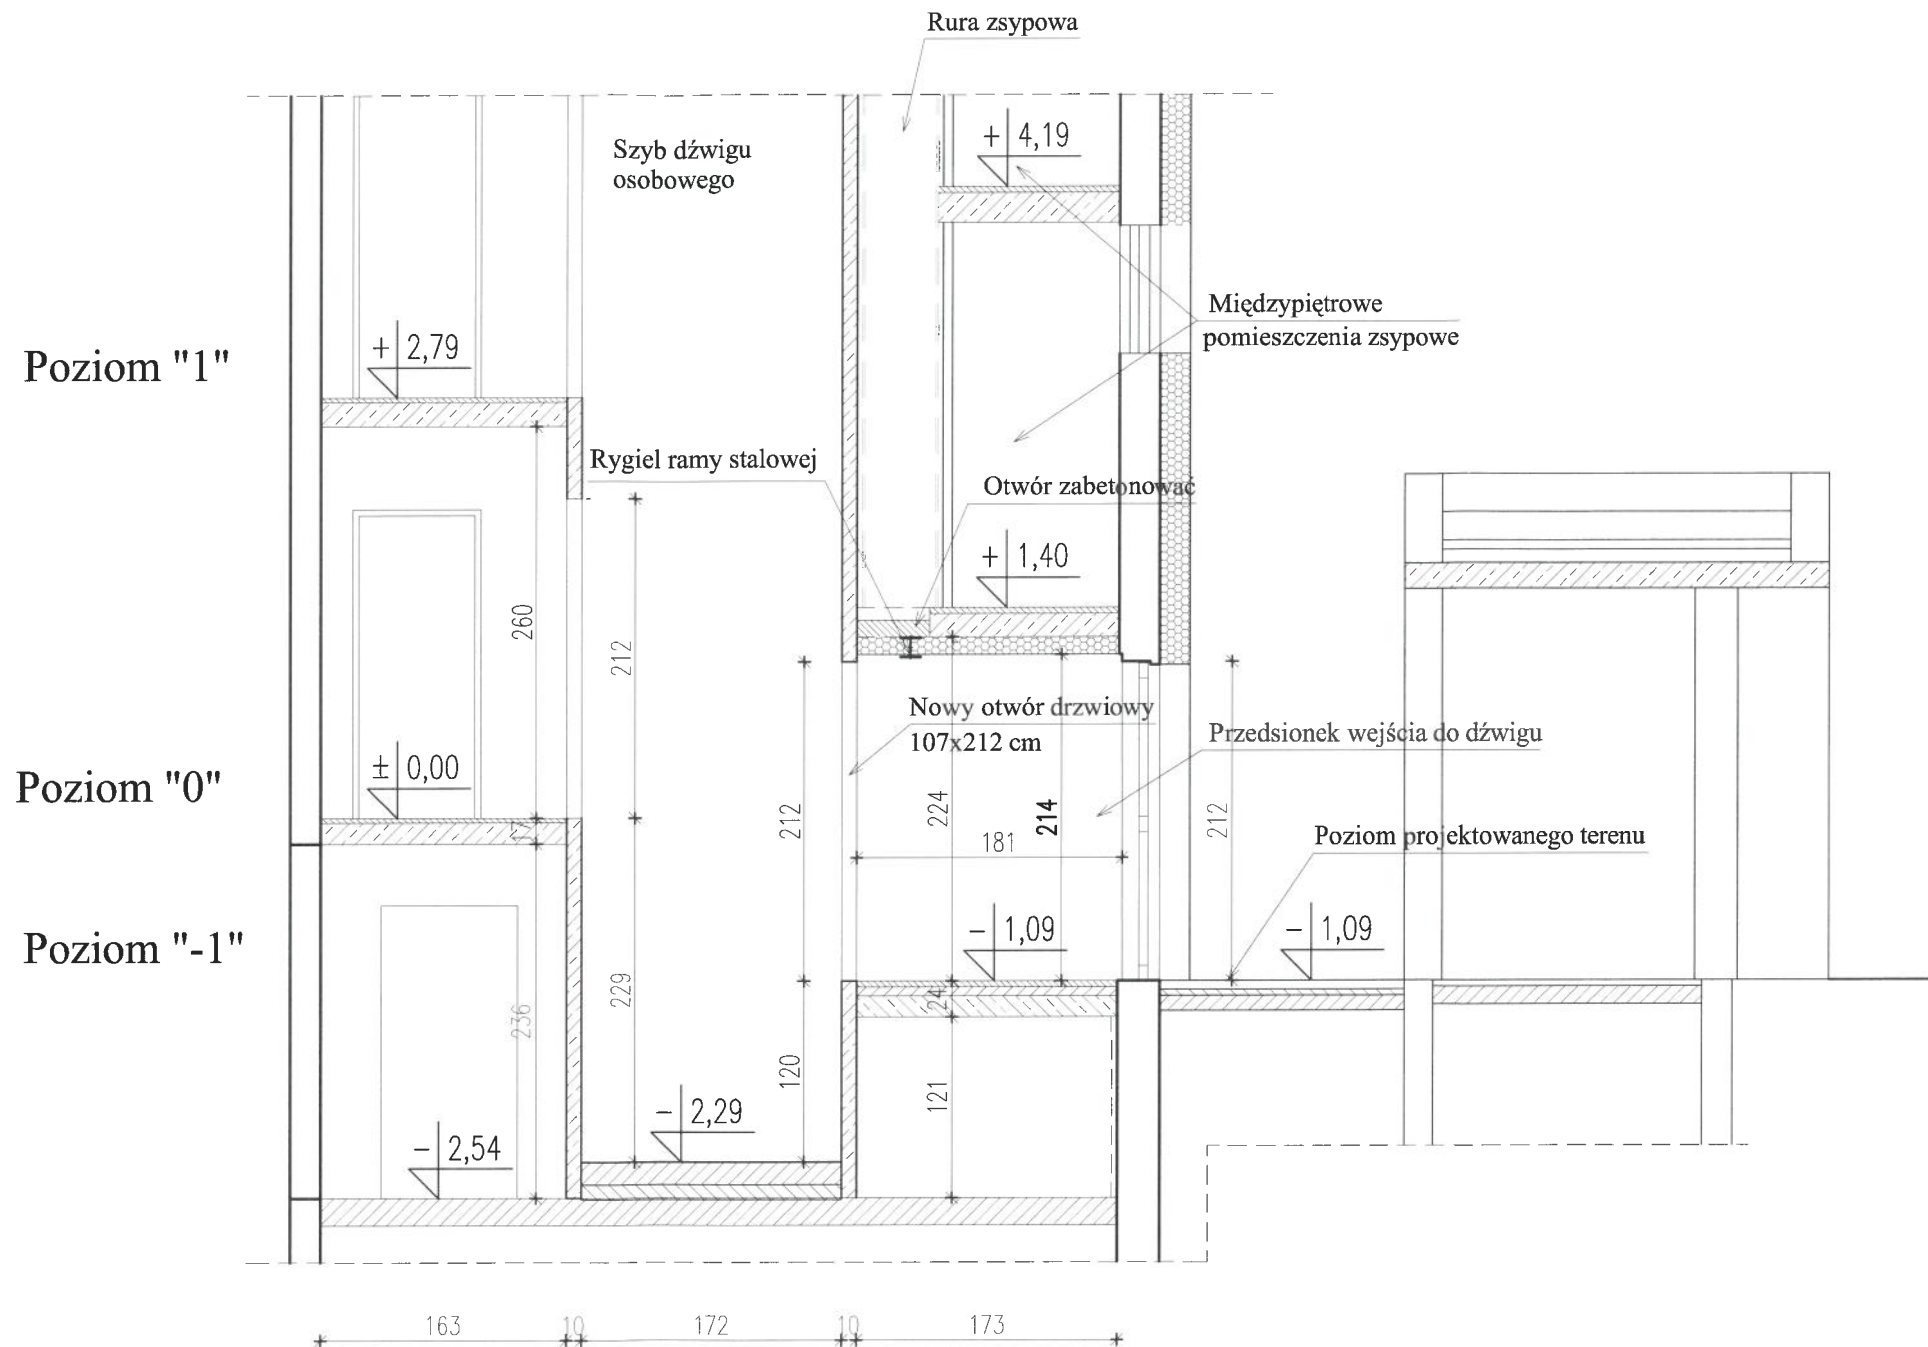 Rura zsypowa
+ 4,19
Szyb dźwigu
osobowego
Międzypiętrowe
pomieszczenia zsypowe
+ 2,79
Poziom "1"
Rygiel ramy stalowej
Otwór zabetonować
+ 1,40
260
212
Nowy otwór drzwiowy
107x212 cm
Przedsionek wejścia do dźwigu
± 0,00
Poziom "0"
17
212
224
214
181
212
Poziom projektowanego terenu
- 1,09
- 1,09
Poziom "-1"
236
229
24
120
121
- 2,29
- 2,54
163
10
172
10
173